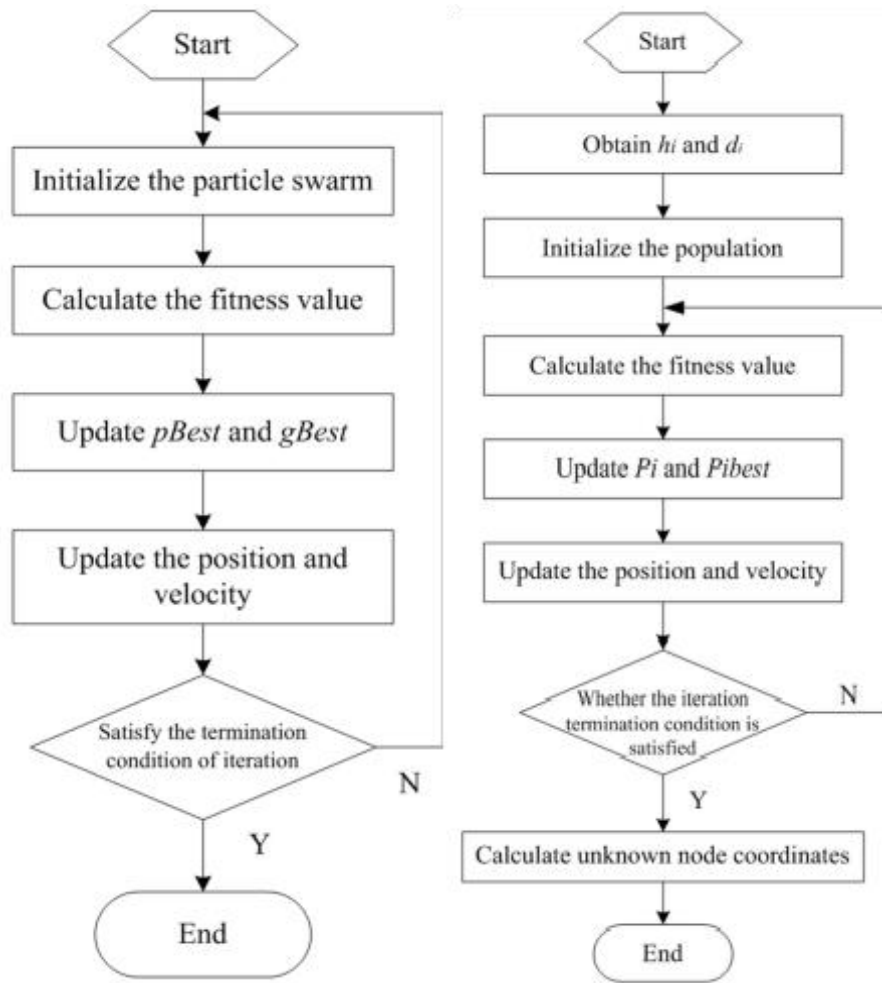 Start
Initialize the particle swarm
Calculate the fitness value
Update pBest and gBest
Update the position and
velocity
Satisfy the termination
condition of iteration
N
Y
End
Start
Obtain hi and di
Initialize the population
Calculate the fitness value
Update Pi and Pibest
Update the position and velocity
Whether the iteration
termination condition is
satisfied
N
Y
Calculate unknown node coordinates
End